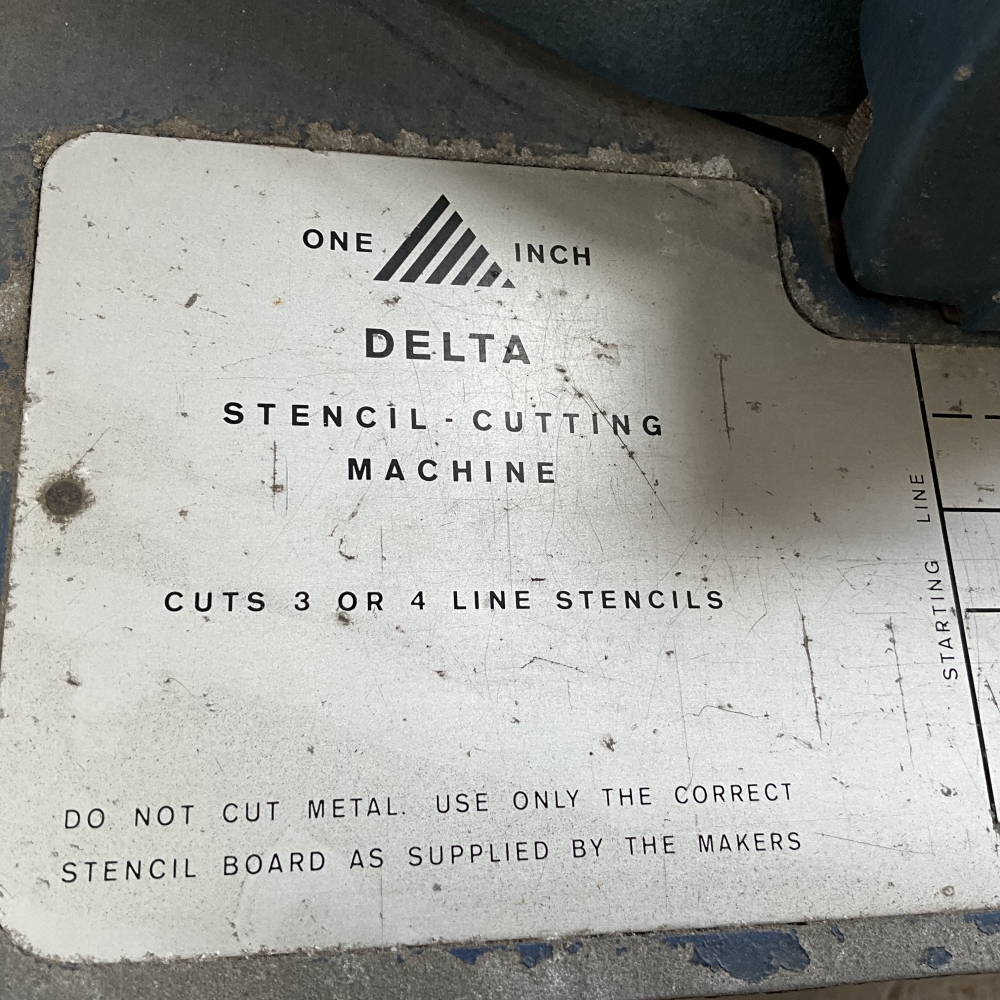 ONE INCH
DELTA
STENCIL - CUTTING
MACHINE
CUTS 3 OR 4 LINE STENCILS
DO NOT CUT METAL. USE ONLY THE CORRECT
STENCIL BOARD AS SUPPLIED BY THE MAKERS
STARTING LINE